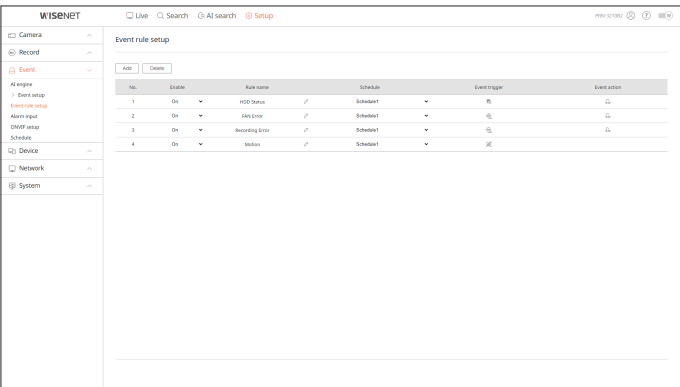 WISENET
Live Search AI search Setup
PRN-3210B2
Camera
Record
Event
AI engine
> Event setup
Event rule setup
Alarm input
ONVIF setup
Schedule
Device
Network
System
Event rule setup
Add Delete
No. Enable Rule name Schedule Event trigger Event action
1 On HDD Status Schedule1
2 On FAN Error Schedule1
3 On Recording Error Schedule1
4 On Motion Schedule1